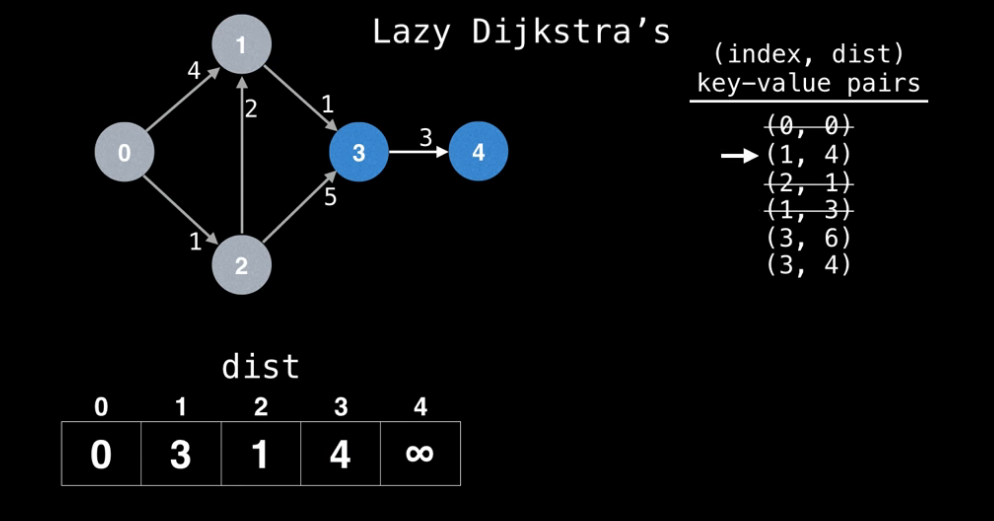 Lazy Dijkstra's
(index, dist)
key-value pairs
(0, 0)
(1, 4)
(2, 1)
(1, 3)
(3, 6)
(3, 4)
1
4
2
1
0
3
3
4
5
1
2
dist
0 1 2 3 4
0 3 1 4 ∞